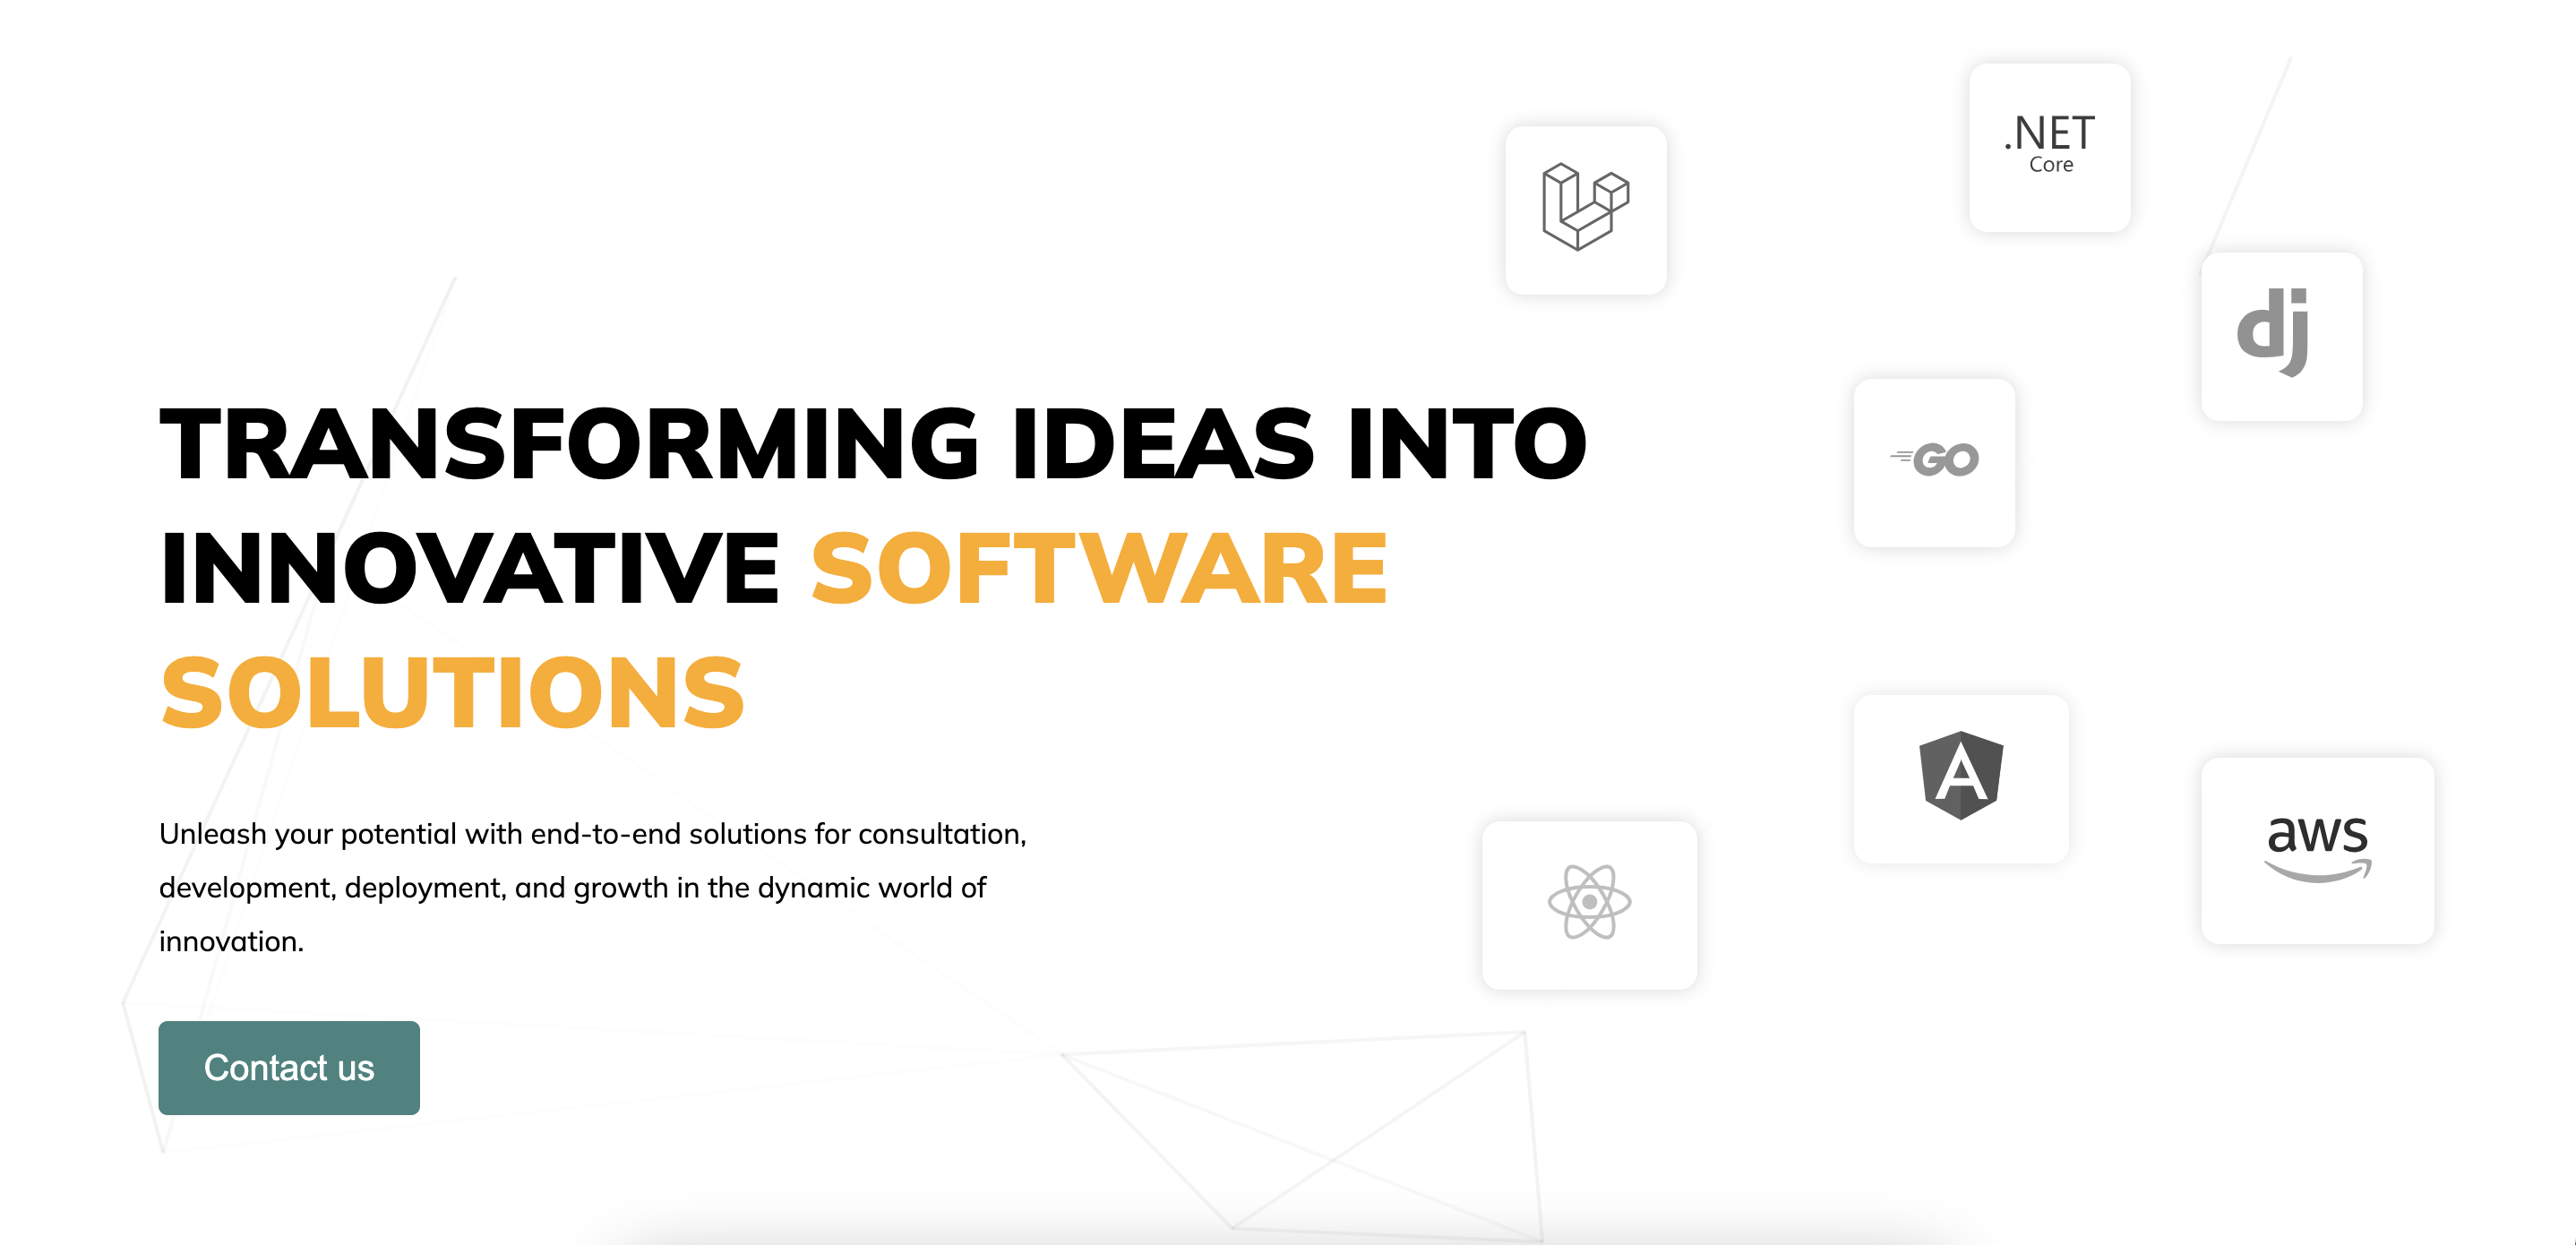 .NET
Core
dj
GO
TRANSFORMING IDEAS INTO
INNOVATIVE SOFTWARE
SOLUTIONS
A
aws
Unleash your potential with end-to-end solutions for consultation,
development, deployment, and growth in the dynamic world of
innovation.
Contact us